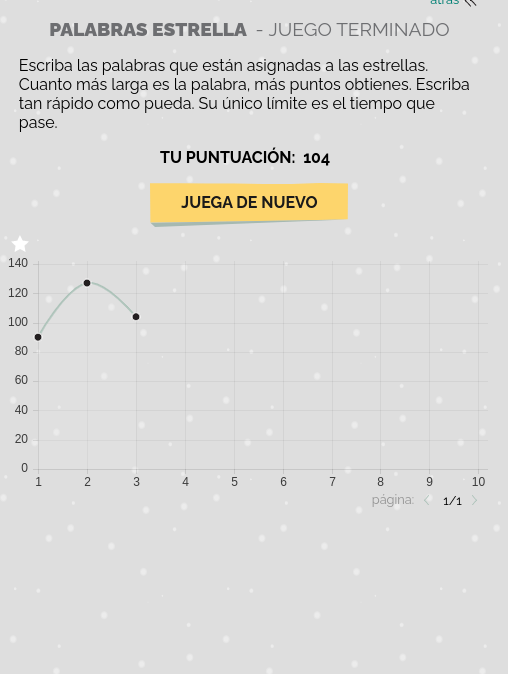 atrás
PALABRAS ESTRELLA - JUEGO TERMINADO
Escriba las palabras que están asignadas a las estrellas.
Cuanto más larga es la palabra, más puntos obtienes. Escriba
tan rápido como pueda. Su único límite es el tiempo que
pase.
TU PUNTUACIÓN: 104
JUEGA DE NUEVO
140
120
100
80
60
40
20
0
1 2 3 4 5 6 7 8 9 10
página: 1/1